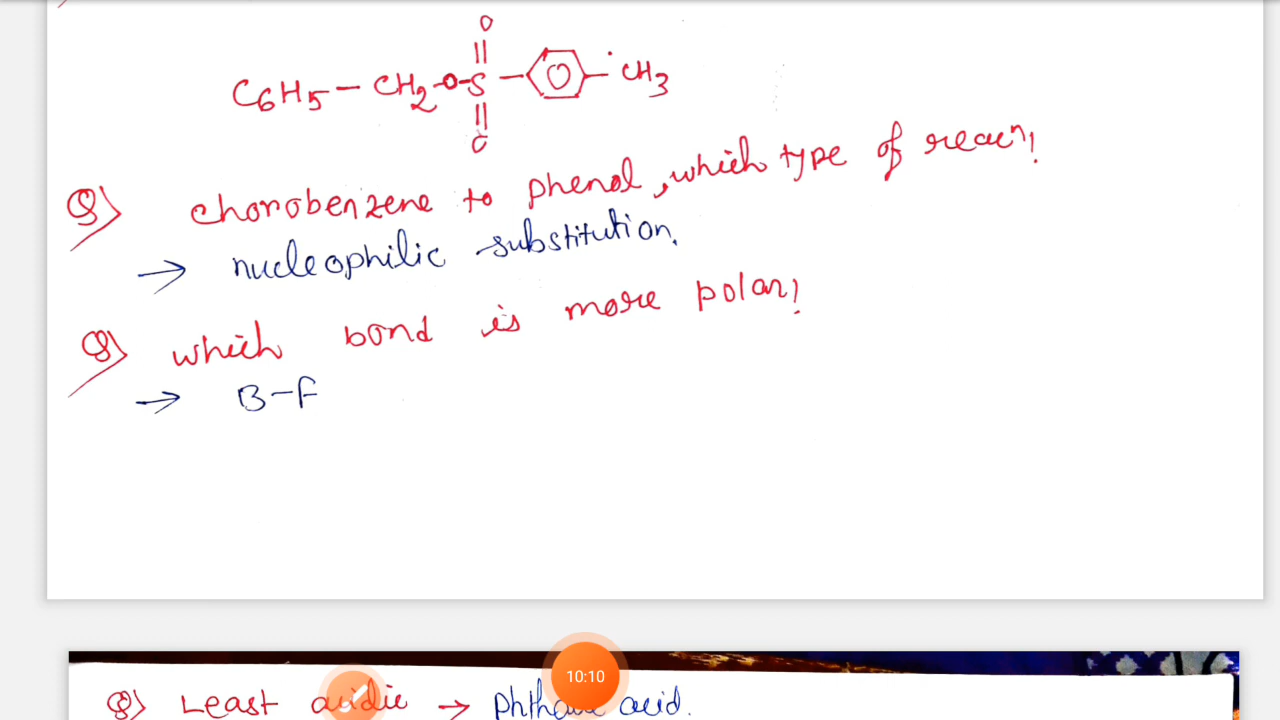 O
C6H5 - CH2-O-S - CH3
O
Q) chorobenzene to phenol, which type of reacn?
→ nucleophilic substitution.
Q) which bond is more polar?
→ B-F
10:10
Q) Least acidic → phthalic acid.